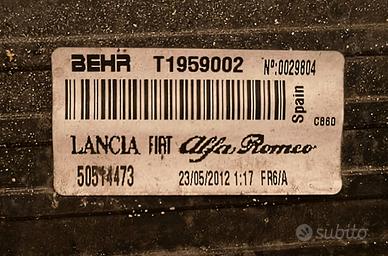 BEHR T1959002 Nº:0029804
Spain
C860
LANCIA FIAT Alfa Romeo
50514473 23/05/2012 1:17 FR6/A
subito